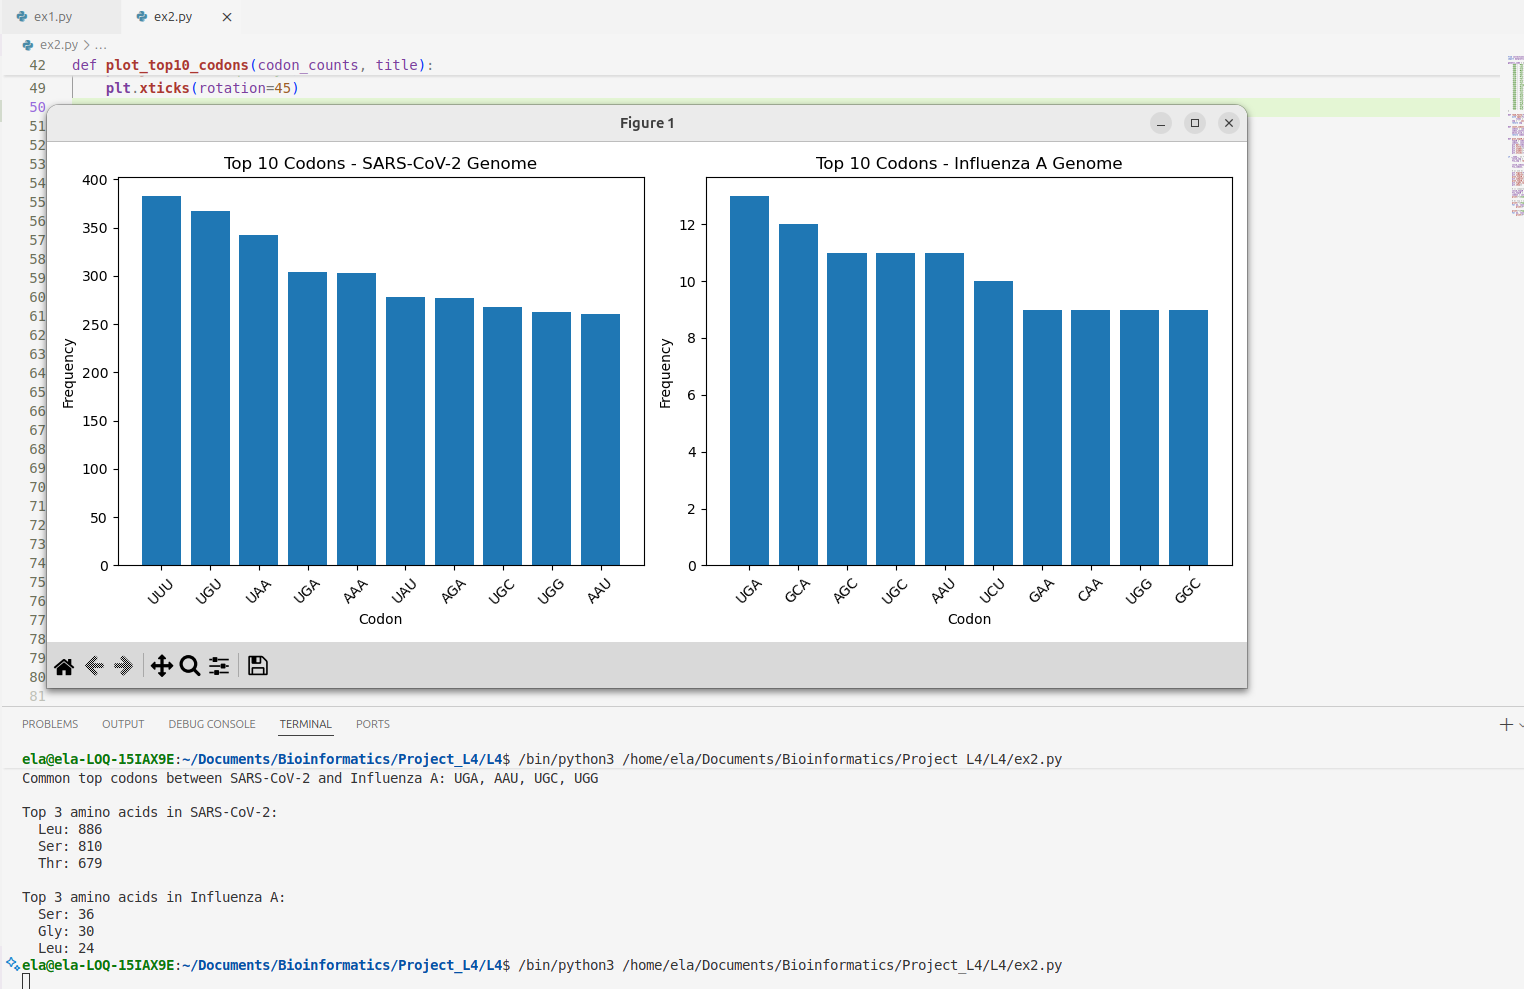 ex1.py
ex2.py
ex2.py > ...
42 def plot_top10_codons(codon_counts, title):
49 plt.xticks(rotation=45)
50
51
52
53
54
55
56
57
58
59
60
61
62
63
64
65
66
67
68
69
70
71
72
73
74
75
76
77
78
79
80
81
Figure 1
Top 10 Codons - SARS-CoV-2 Genome
400
350
300
250
200
150
100
50
0
Frequency
UUU UGU UAA UGA AAA UAU AGA UGC UGG AAU
Codon
Top 10 Codons - Influenza A Genome
12
10
8
6
4
2
0
Frequency
UGA GCA AGC UGC AAU UCU GAA CAA UGG GGC
Codon
PROBLEMS OUTPUT DEBUG CONSOLE TERMINAL PORTS
ela@ela-LOQ-15IAX9E:~/Documents/Bioinformatics/Project_L4/L4$ /bin/python3 /home/ela/Documents/Bioinformatics/Project L4/L4/ex2.py
Common top codons between SARS-CoV-2 and Influenza A: UGA, AAU, UGC, UGG
Top 3 amino acids in SARS-CoV-2:
Leu: 886
Ser: 810
Thr: 679
Top 3 amino acids in Influenza A:
Ser: 36
Gly: 30
Leu: 24
ela@ela-LOQ-15IAX9E:~/Documents/Bioinformatics/Project_L4/L4$ /bin/python3 /home/ela/Documents/Bioinformatics/Project_L4/L4/ex2.py